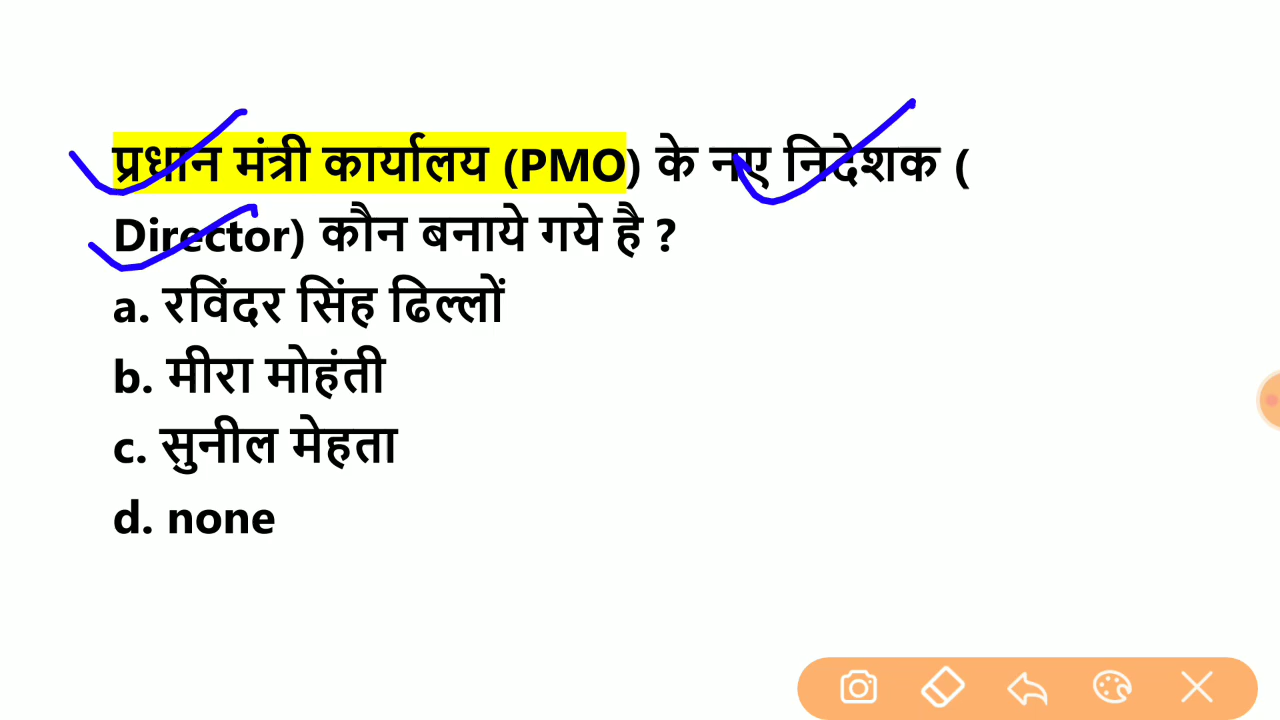 प्रधान मंत्री कार्यालय (PMO) के नए निदेशक (
Director) कौन बनाये गये है ?
a. रविंदर सिंह ढिल्लों
b. मीरा मोहंती
c. सुनील मेहता
d. none